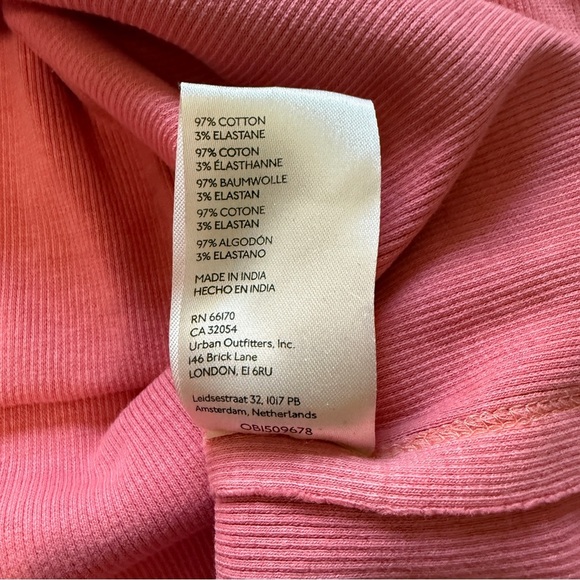 97% COTTON
3% ELASTANE
97% COTON
3% ÉLASTHANNE
97% BAUMWOLLE
3% ELASTAN
97% COTONE
3% ELASTAN
97% ALGODÓN
3% ELASTANO
MADE IN INDIA
HECHO EN INDIA
RN 66170
CA 32054
Urban Outfitters, Inc.
146 Brick Lane
LONDON, E1 6RU
Leidsestraat 32, 1017 PB
Amsterdam, Netherlands
OB1509678